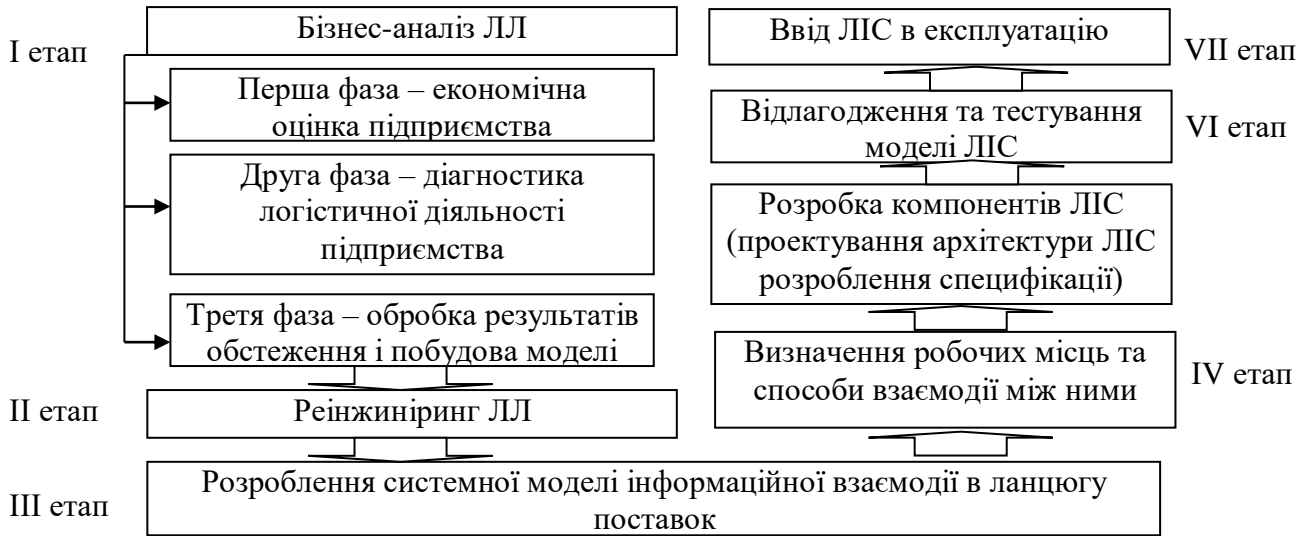 I етап
Бізнес-аналіз ЛЛ
Перша фаза – економічна
оцінка підприємства
Друга фаза – діагностика
логістичної діяльності
підприємства
Третя фаза – обробка результатів
обстеження і побудова моделі
II етап
Реінжиніринг ЛЛ
III етап
Розроблення системної моделі інформаційної взаємодії в ланцюгу
поставок
Визначення робочих місць та
способи взаємодії між ними
IV етап
Розробка компонентів ЛІС
(проектування архітектури ЛІС
розроблення специфікації)
Відлагодження та тестування
моделі ЛІС
VI етап
Ввід ЛІС в експлуатацію
VII етап